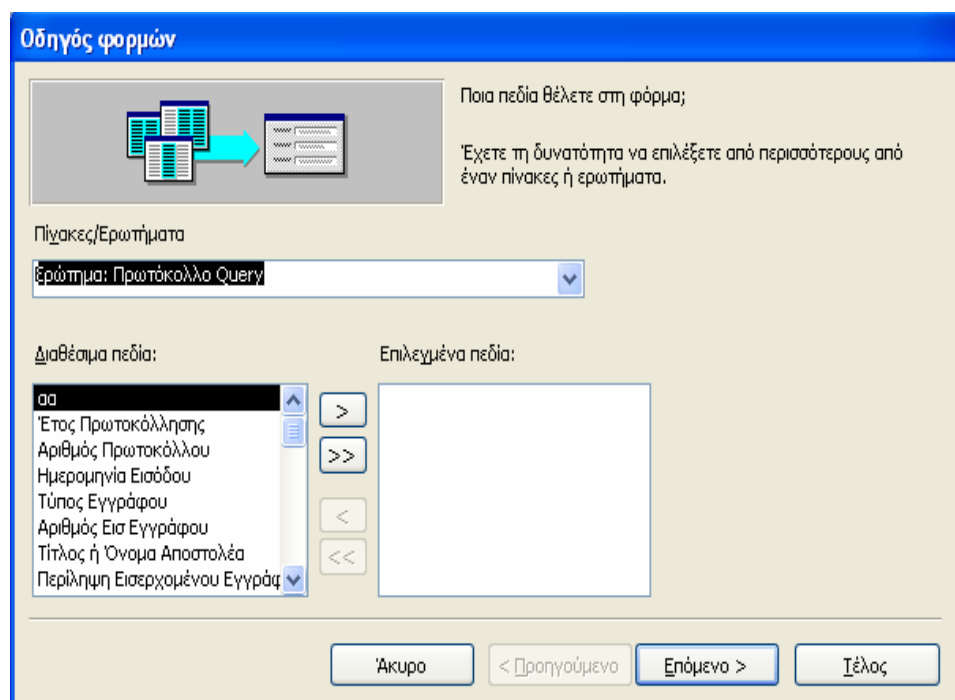 Οδηγός φορμών
Ποια πεδία θέλετε στη φόρμα;
Έχετε τη δυνατότητα να επιλέξετε από περισσότερους από
έναν πίνακες ή ερωτήματα.
Πίνακες/Ερωτήματα
Ερώτημα: Πρωτόκολλο Query
Διαθέσιμα πεδία:
Επιλεγμένα πεδία:
αα
Έτος Πρωτοκόλλησης
Αριθμός Πρωτοκόλλου
Ημερομηνία Εισόδου
Τύπος Εγγράφου
Αριθμός Εισ Εγγράφου
Τίτλος ή Όνομα Αποστολέα
Περίληψη Εισερχομένου Εγγράφ
>
>>
<
<<
Άκυρο
< Προηγούμενο
Επόμενο >
Τέλος